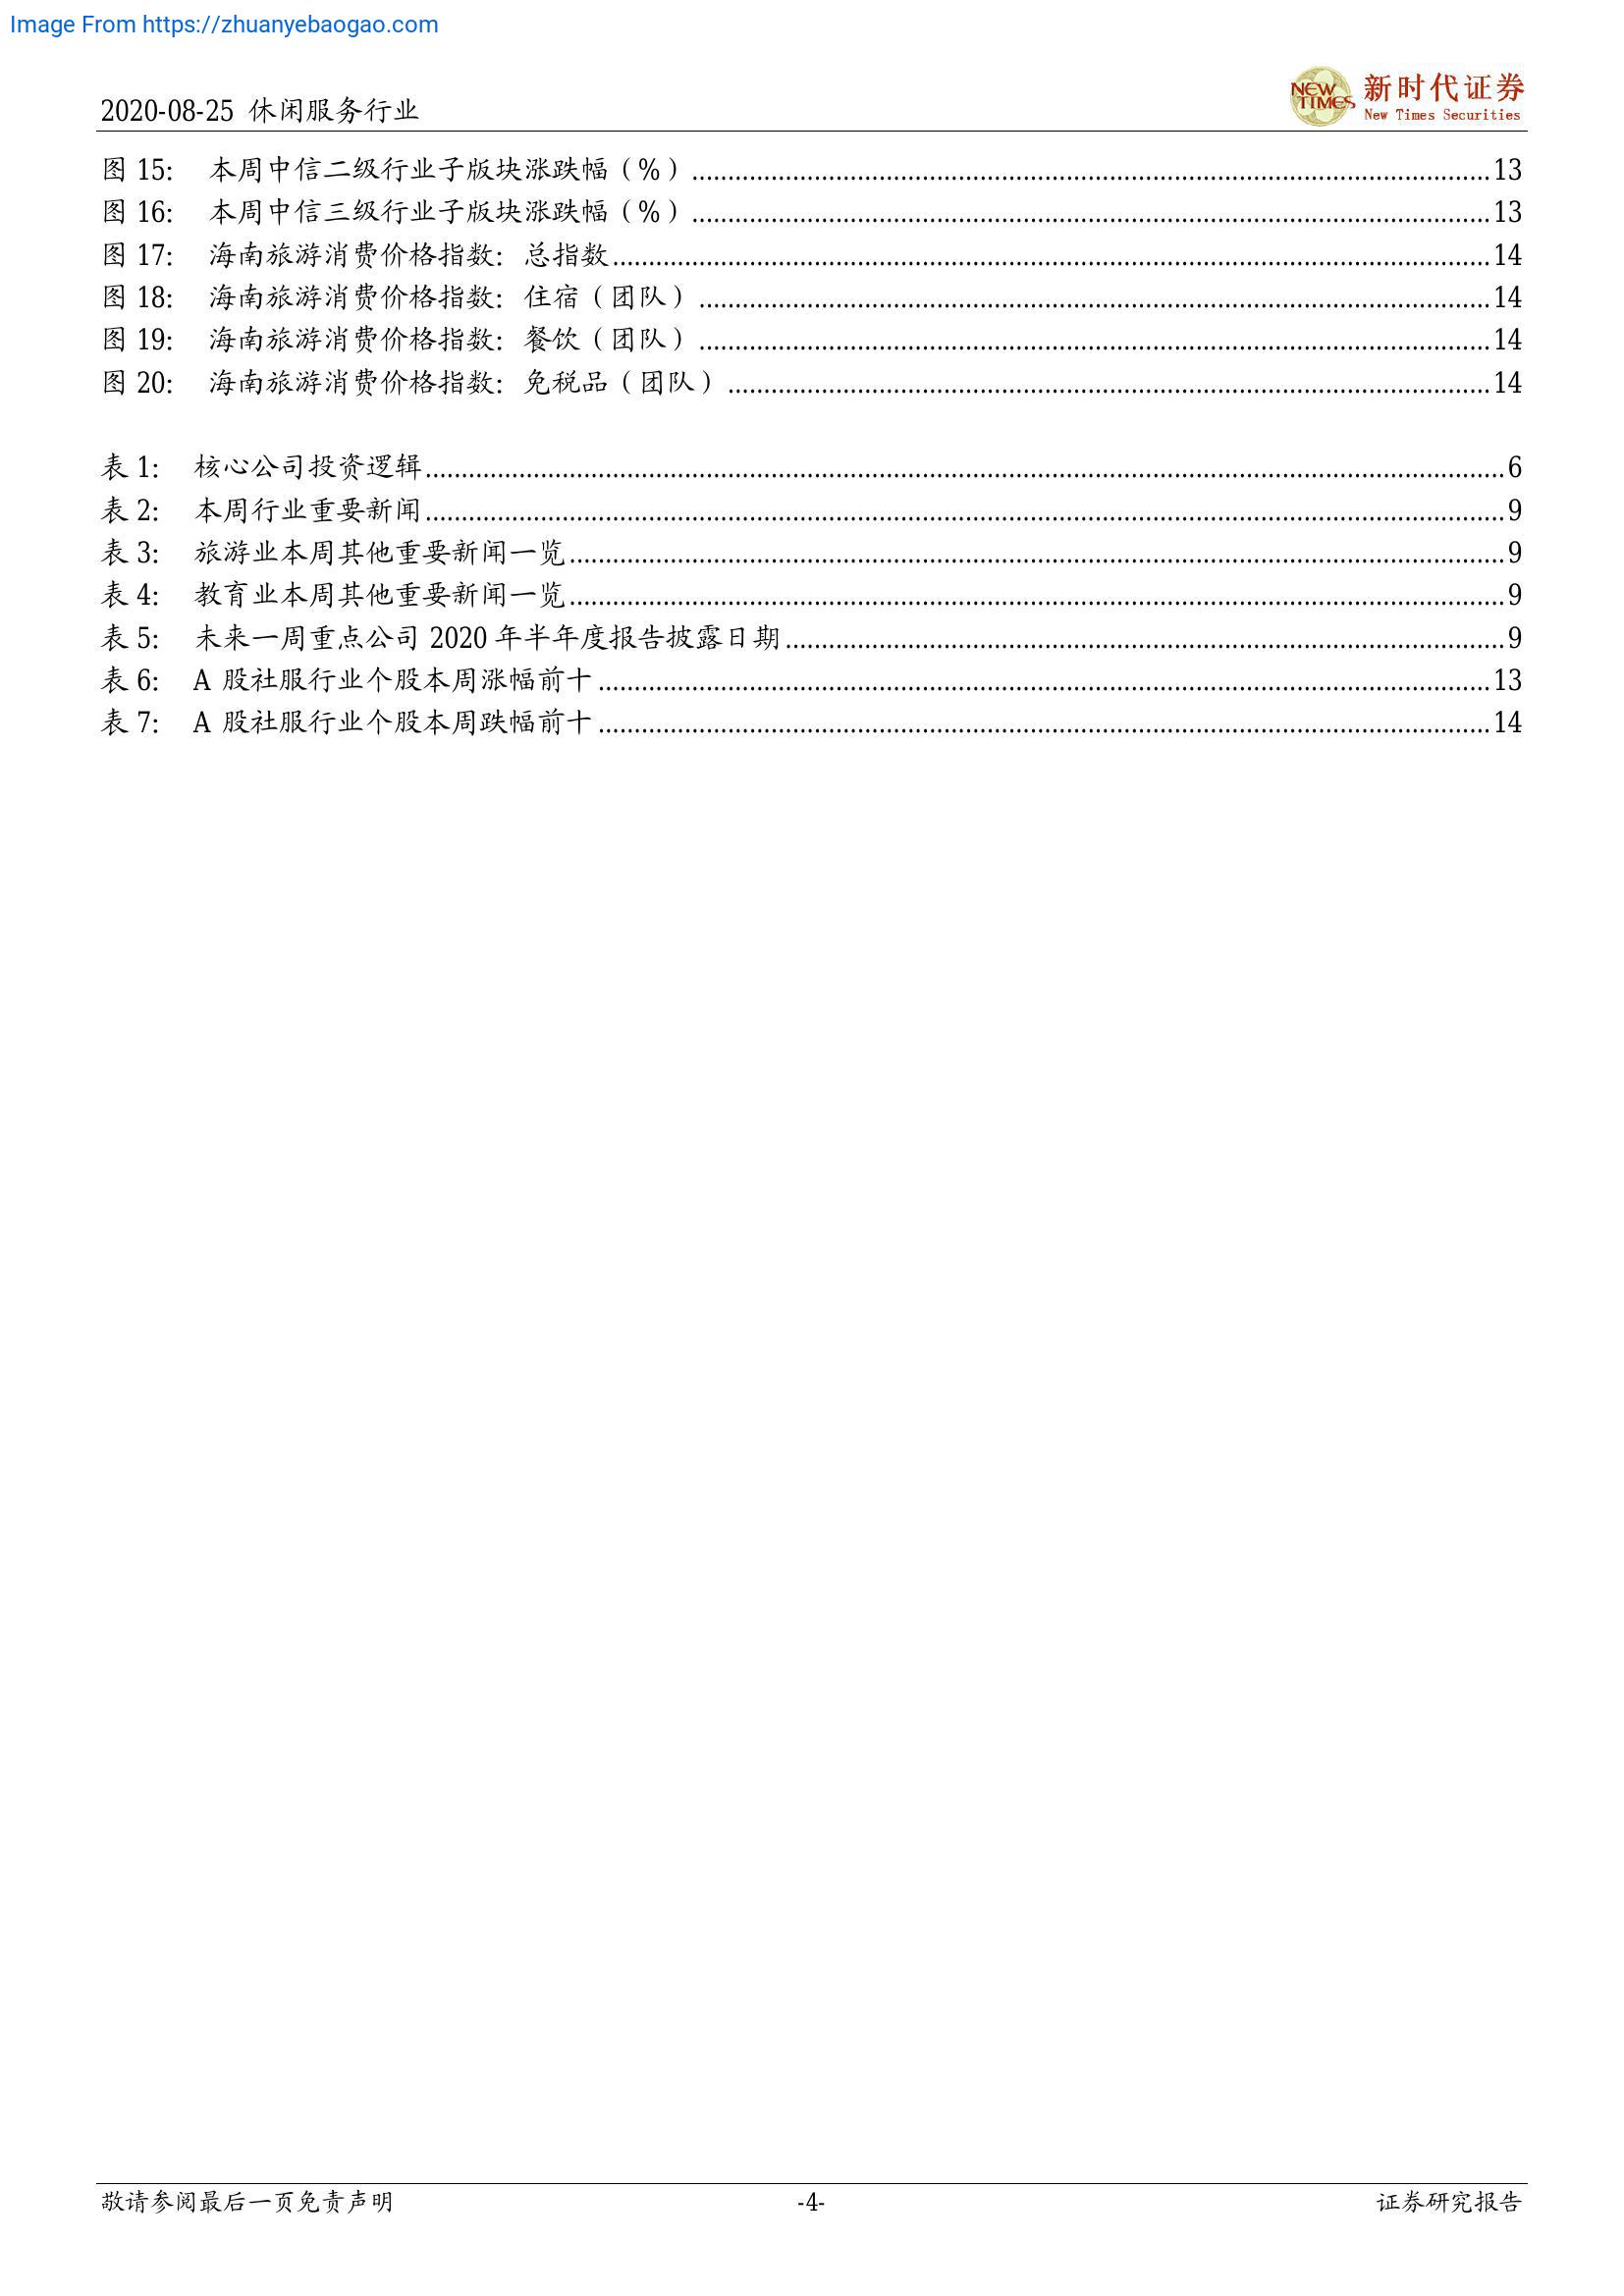 Image From https://zhuanyebaogao.com
2020-08-25 休闲服务行业
NEW TIMES
新时代证券
New Times Securities
图 15: 本周中信二级行业子版块涨跌幅（%）........................13
图 16: 本周中信三级行业子版块涨跌幅（%）........................13
图 17: 海南旅游消费价格指数: 总指数........................14
图 18: 海南旅游消费价格指数: 住宿（团队）........................14
图 19: 海南旅游消费价格指数: 餐饮（团队）........................14
图 20: 海南旅游消费价格指数: 免税品（团队）........................14
表 1: 核心公司投资逻辑........................6
表 2: 本周行业重要新闻........................9
表 3: 旅游业本周其他重要新闻一览........................9
表 4: 教育业本周其他重要新闻一览........................9
表 5: 未来一周重点公司 2020 年半年度报告披露日期........................9
表 6: A 股社服行业个股本周涨幅前十........................13
表 7: A 股社服行业个股本周跌幅前十........................14
敬请参阅最后一页免责声明
-4-
证券研究报告